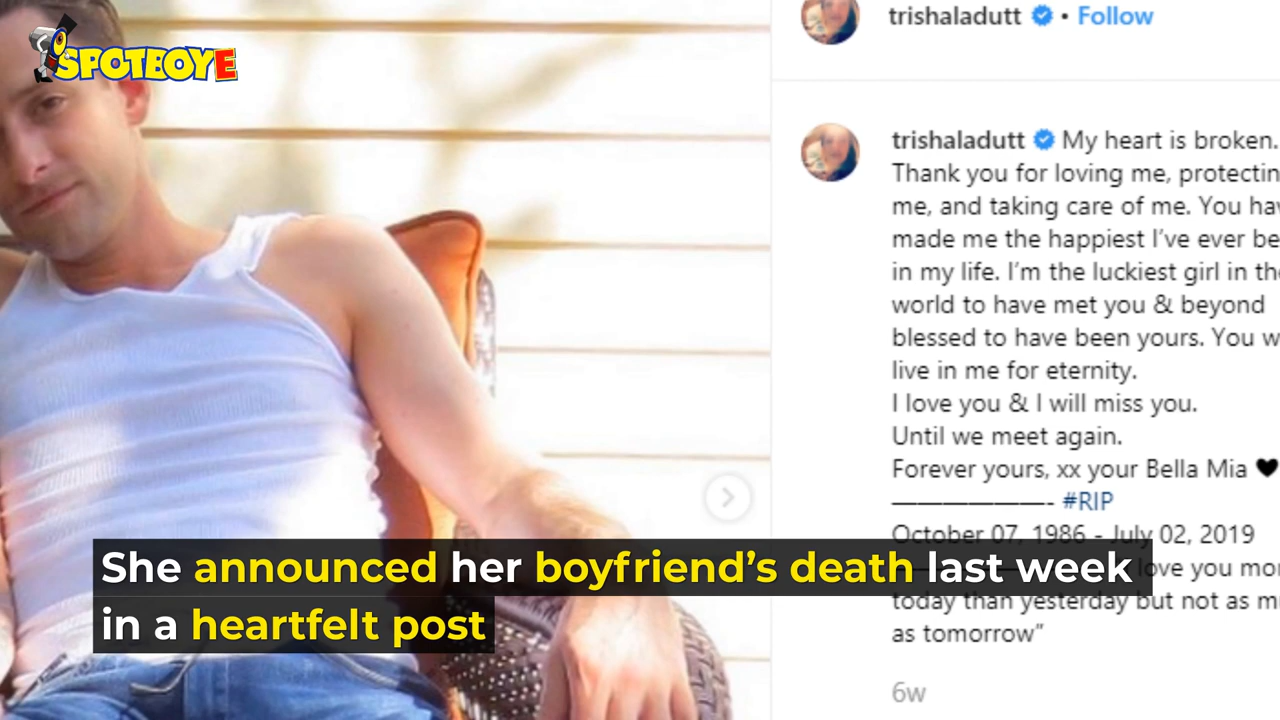 SPOTBOYE
trishaladutt • Follow
trishaladutt My heart is broken.
Thank you for loving me, protectin
me, and taking care of me. You hav
made me the happiest I’ve ever be
in my life. I’m the luckiest girl in the
world to have met you & beyond
blessed to have been yours. You w
live in me for eternity.
I love you & I will miss you.
Until we meet again.
Forever yours, xx your Bella Mia 🖤
——————- #RIP
October 07, 1986 - July 02, 2019
love you mor
today than yesterday but not as m
as tomorrow”
6w
She announced her boyfriend’s death last week
in a heartfelt post